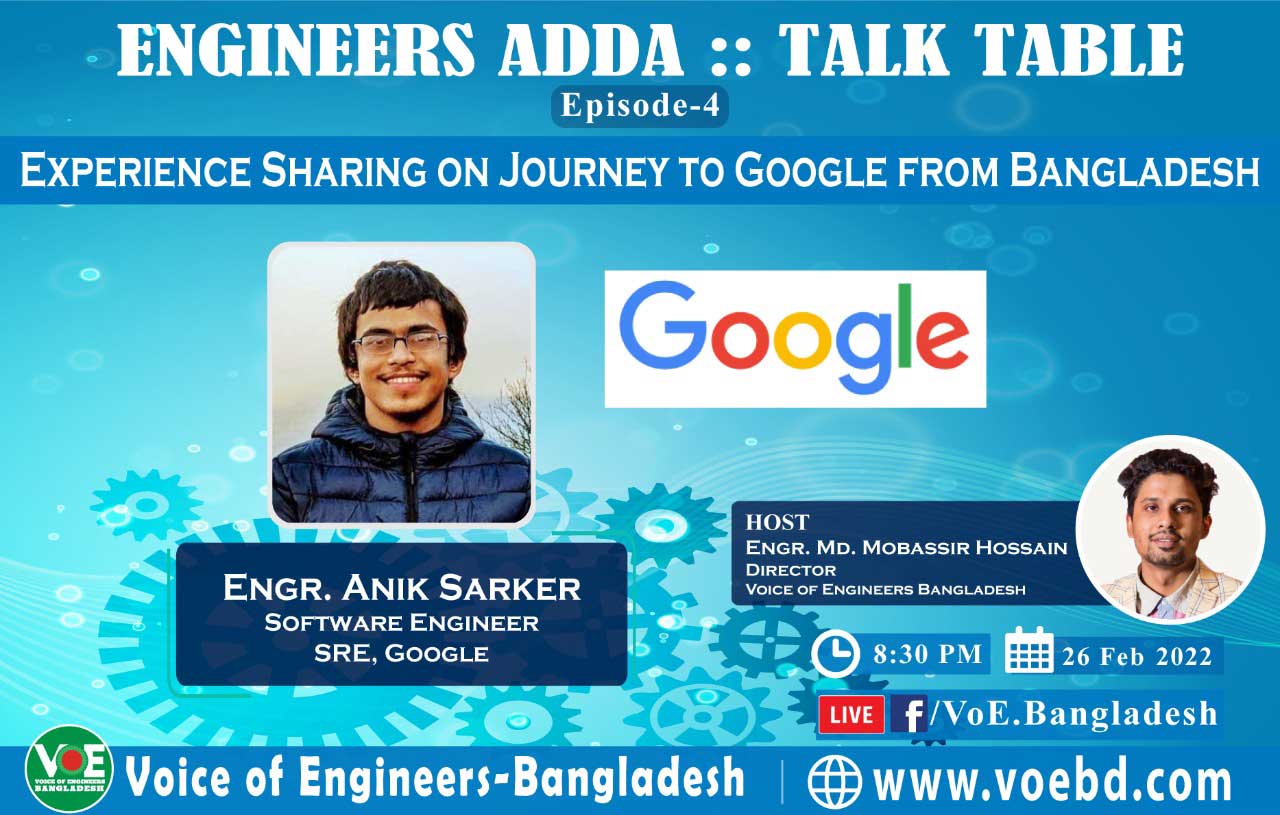 ENGINEERS ADDA :: TALK TABLE
Episode-4
EXPERIENCE SHARING ON JOURNEY TO GOOGLE FROM BANGLADESH
Google
ENGR. ANIK SARKER
SOFTWARE ENGINEER
SRE, GOOGLE
HOST
ENGR. MD. MOBASSIR HOSSAIN
DIRECTOR
VOICE OF ENGINEERS BANGLADESH
8:30 PM
26 Feb 2022
LIVE f/VoE.Bangladesh
VOE
VOICE OF ENGINEERS
BANGLADESH
Voice of Engineers-Bangladesh
www.voebd.com